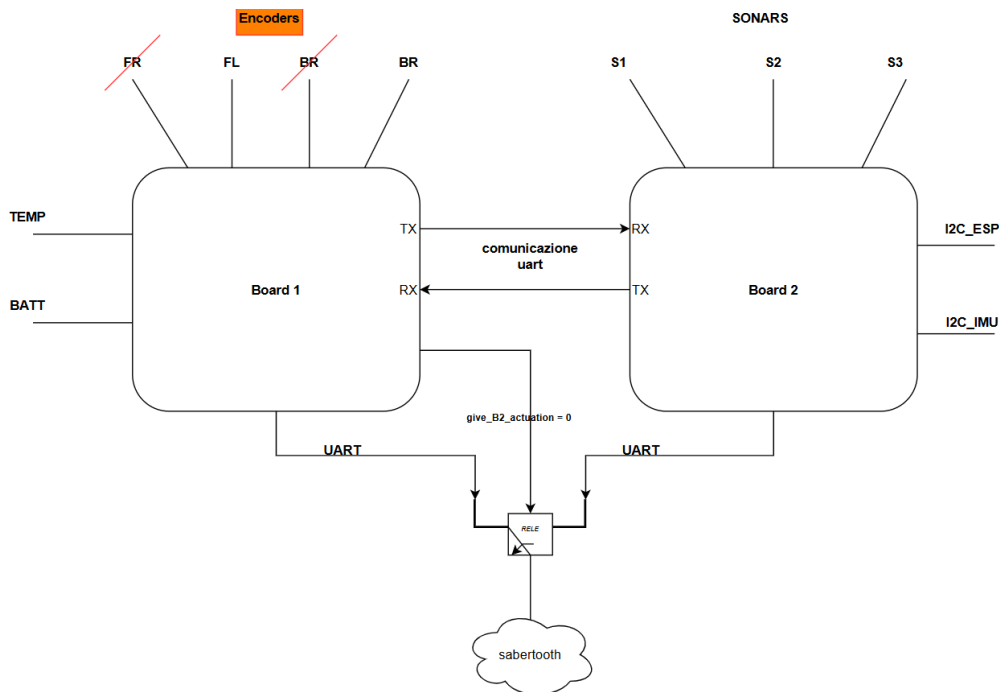 Encoders
SONARS
FR
FL
BR
BR
S1
S2
S3
TEMP
BATT
Board 1
TX
RX
comunicazione
uart
RX
TX
Board 2
I2C_ESP
I2C_IMU
give_B2_actuation = 0
UART
UART
RELE
sabertooth